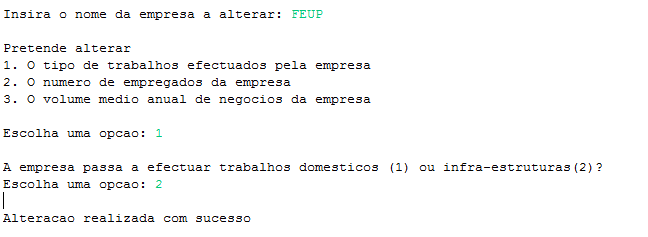 Insira o nome da empresa a alterar: FEUP
Pretende alterar
1. O tipo de trabalhos efectuados pela empresa
2. O numero de empregados da empresa
3. O volume medio anual de negocios da empresa
Escolha uma opcao: 1
A empresa passa a efectuar trabalhos domesticos (1) ou infra-estruturas(2)?
Escolha uma opcao: 2
Alteracao realizada com sucesso